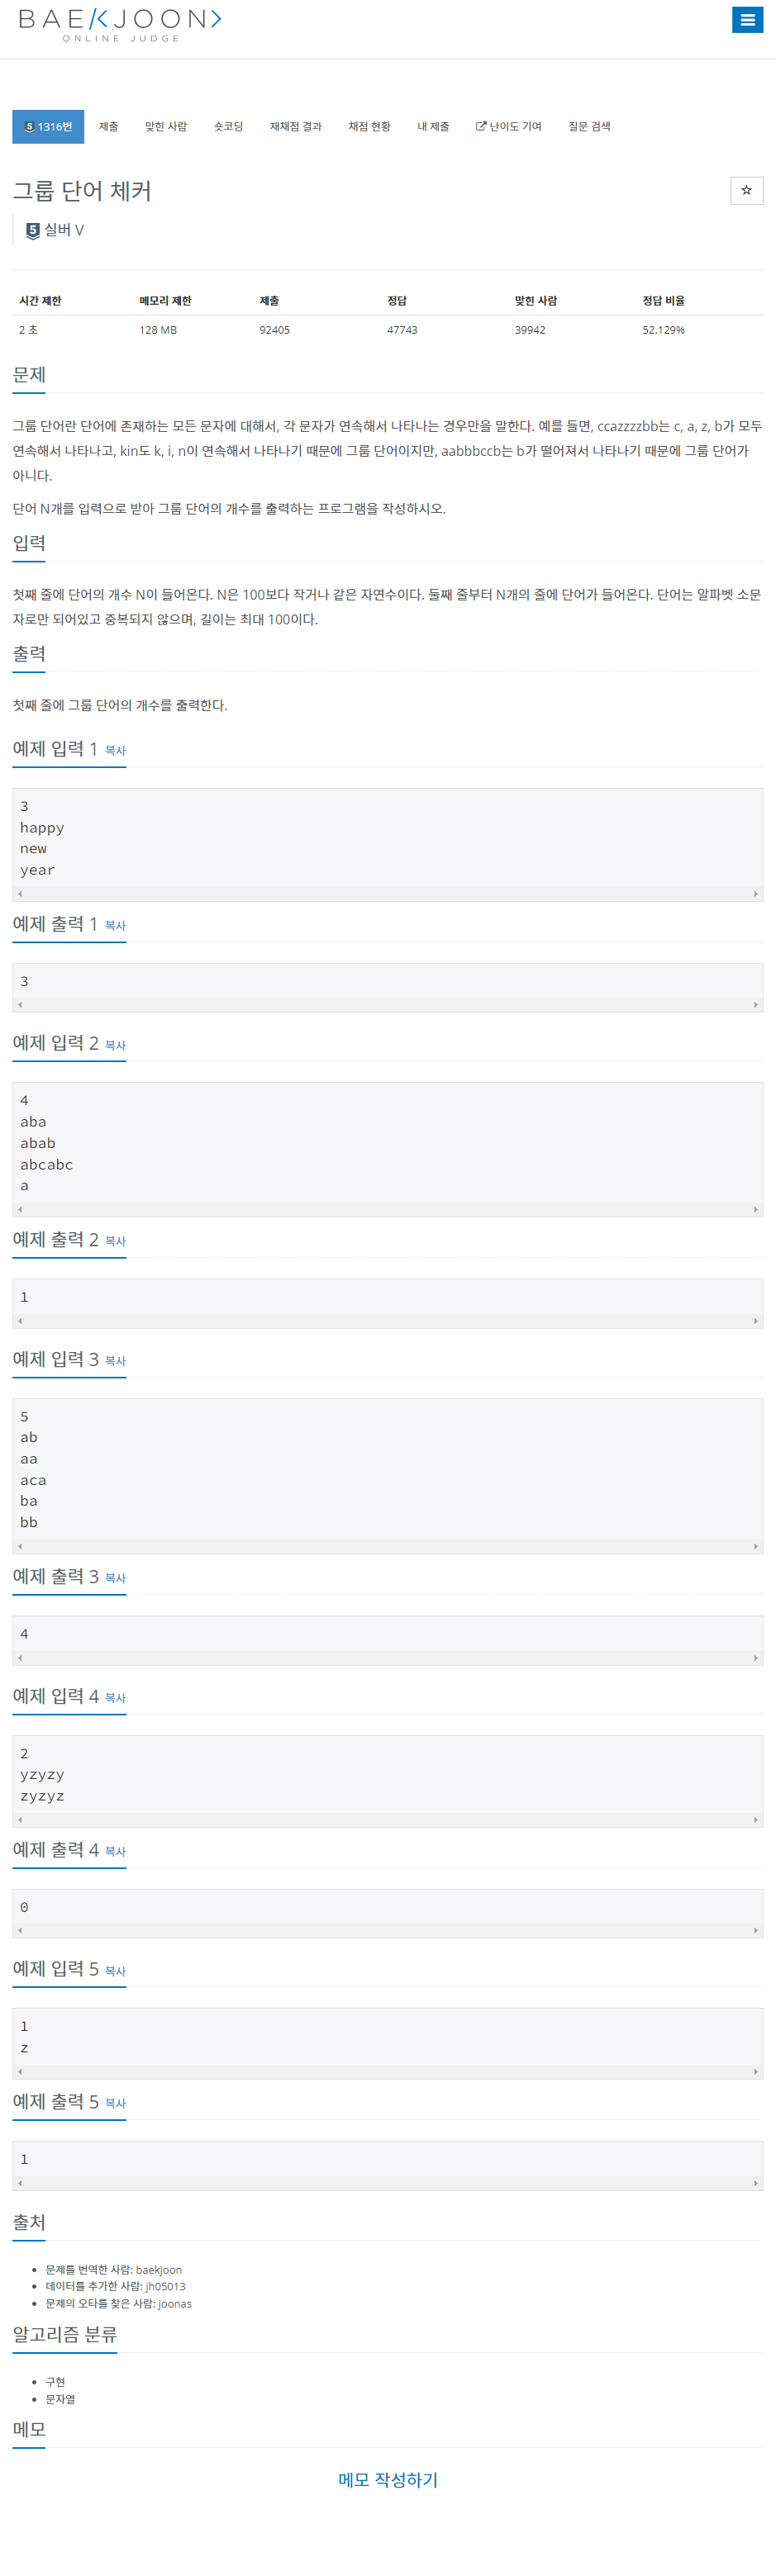 BAEKJOON
ONLINE JUDGE
5 1316번 제출 맞힌 사람 숏코딩 재채점 결과 채점 현황 내 제출 난이도 기여 질문 검색
그룹 단어 체커
5 실버 V
시간 제한 메모리 제한 제출 정답 맞힌 사람 정답 비율
2 초 128 MB 92405 47743 39942 52.129%
문제
그룹 단어란 단어에 존재하는 모든 문자에 대해서, 각 문자가 연속해서 나타나는 경우만을 말한다. 예를 들면, ccazzzzbb는 c, a, z, b가 모두
연속해서 나타나고, kin도 k, i, n이 연속해서 나타나기 때문에 그룹 단어이지만, aabbbccb는 b가 떨어져서 나타나기 때문에 그룹 단어가
아니다.
단어 N개를 입력으로 받아 그룹 단어의 개수를 출력하는 프로그램을 작성하시오.
입력
첫째 줄에 단어의 개수 N이 들어온다. N은 100보다 작거나 같은 자연수이다. 둘째 줄부터 N개의 줄에 단어가 들어온다. 단어는 알파벳 소문
자로만 되어있고 중복되지 않으며, 길이는 최대 100이다.
출력
첫째 줄에 그룹 단어의 개수를 출력한다.
예제 입력 1 복사
3
happy
new
year
예제 출력 1 복사
3
예제 입력 2 복사
4
aba
abab
abcabc
a
예제 출력 2 복사
1
예제 입력 3 복사
5
ab
aa
aca
ba
bb
예제 출력 3 복사
4
예제 입력 4 복사
2
yzyzy
zyzyz
예제 출력 4 복사
0
예제 입력 5 복사
1
z
예제 출력 5 복사
1
출처
문제를 번역한 사람: baekjoon
데이터를 추가한 사람: jh05013
문제의 오타를 찾은 사람: joonas
알고리즘 분류
구현
문자열
메모
메모 작성하기